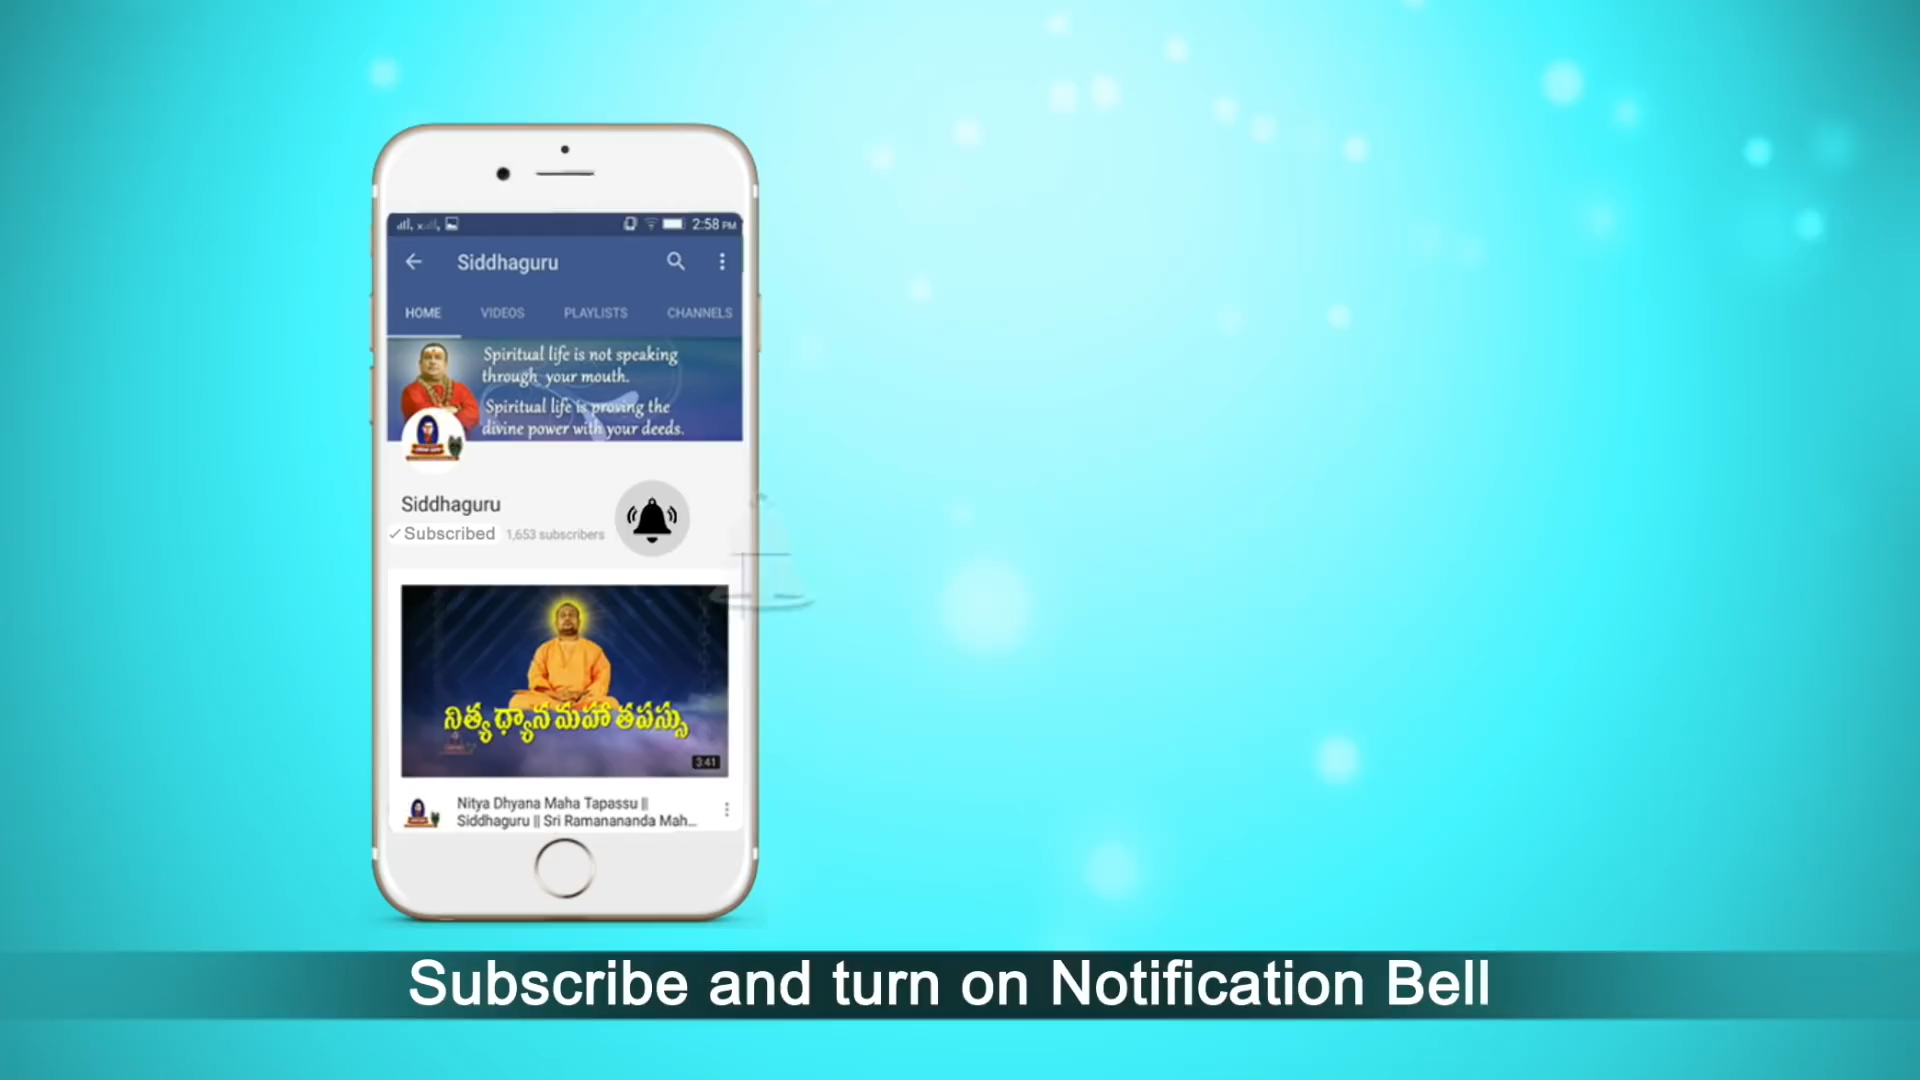 2:58 PM
Siddhaguru
HOME VIDEOS PLAYLISTS CHANNELS
Spiritual life is not speaking
through your mouth.
Spiritual life is proving the
divine power with your deeds.
Siddhaguru
Subscribed 1,653 subscribers
నిత్య ధ్యాన మహా తపస్సు
3:41
Nitya Dhyana Maha Tapassu ||
Siddhaguru || Sri Ramanananda Mah...
Subscribe and turn on Notification Bell